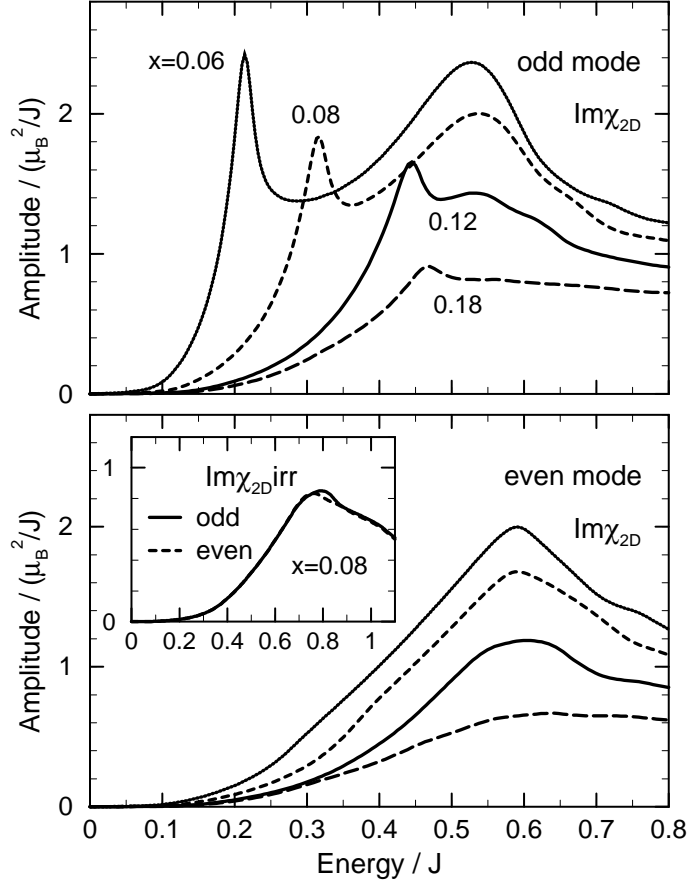 x=0.06
odd mode
0.08
Imχ2D
2
1
0
0.12
0.18
Amplitude / (μB²/J)
Imχ2Dirr
odd
even
x=0.08
1
0
0 0.2 0.4 0.6 0.8 1
even mode
Imχ2D
2
1
0
Amplitude / (μB²/J)
0 0.1 0.2 0.3 0.4 0.5 0.6 0.7 0.8
Energy / J